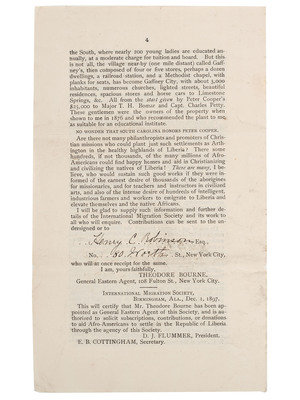 4
the South, where nearly 200 young ladies are educated an-
nually, at a moderate charge for tuition and board. But this
is not all, the village near-by (one mile distant) called Gaff-
ney's, then composed of four or five stores, perhaps a dozen
dwellings, a railroad station, and a Methodist chapel, with
planks for seats, has become Gaffney City, with about 3,000
inhabitants, numerous churches, lighted streets, beautiful
residences, spacious stores and horse cars to Limestone
Springs, &c. All from the start given by Peter Cooper's
$25,000 to Major T. H. Bomar and Capt. Charles Petty.
These gentlemen were the owners of the property when
shown to me in 1876 and who recommended the plant to me,
as suitable for an educational institute.
NO WONDER THAT SOUTH CAROLINA HONORS PETER COOPER.
Are there not many philanthropists and promoters of Chris-
tian missions who could plant just such settlements as Arth-
ington in the healthy highlands of Liberia? There are some
hundreds, if not thousands, of the many millions of Afro-
Americans could find happy homes and aid in Christianizing
and civilizing the natives of Liberia! There are many, I be-
lieve, who would sustain such good works if they were in-
formed of the earnest desire of thousands of the aborigines
for missionaries, and for teachers and instructors in civilized
arts, and also of the intense desire of hundreds of intelligent,
industrious farmers and workers to emigrate to Liberia and
elevate themselves and the native Africans.
I will be glad to supply such information and further de-
tails of the International Migration Society and its work to
all who will enquire. Contributions can be sent to the un-
dersigned or to
Henry C. Robinson, Esq.
No. Worth St., New York City,
who will at once receipt for the same.
I am, yours faithfully,
THEODORE BOURNE,
General Eastern Agent, 108 Fulton St., New York City.
INTERNATIONAL MIGRATION SOCIETY,
BIRMINGHAM, ALA., Dec. 1, 1897.
This will certify that Mr. Theodore Bourne has been ap-
pointed as General Eastern Agent of this Society, and is au-
thorized to solicit subscriptions, contributions, or donations
to aid Afro-Americans to settle in the Republic of Liberia
through the agency of this Society.
D. J. FLUMMER, President.
E. B. COTTINGHAM, Secretary.